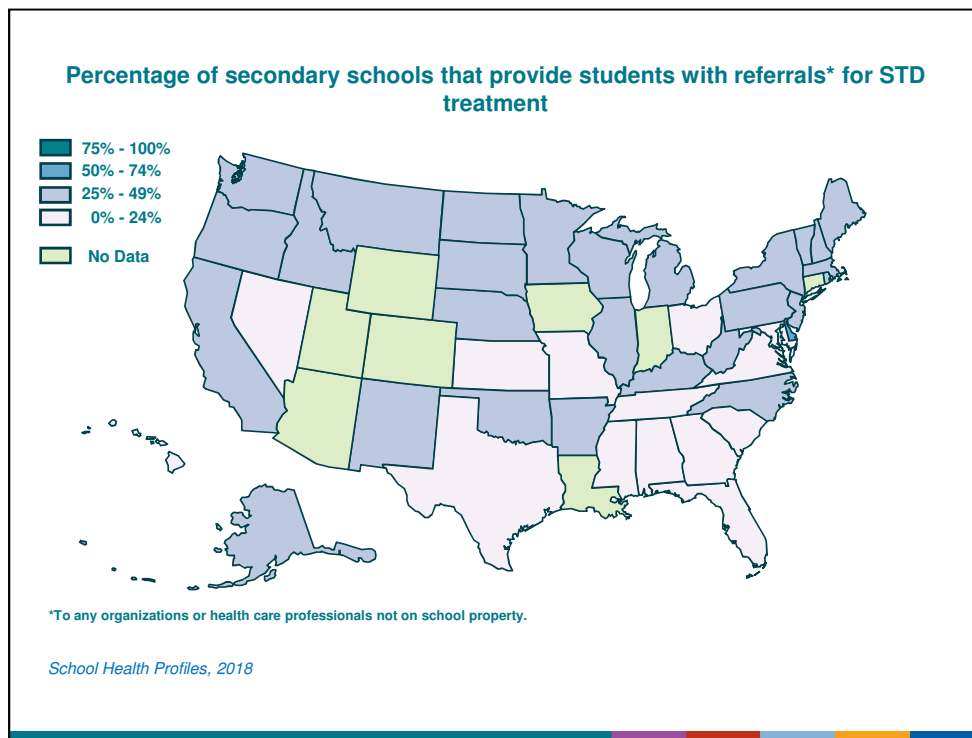 Percentage of secondary schools that provide students with referrals* for STD
treatment
75% - 100%
50% - 74%
25% - 49%
0% - 24%
No Data
*To any organizations or health care professionals not on school property.
School Health Profiles, 2018